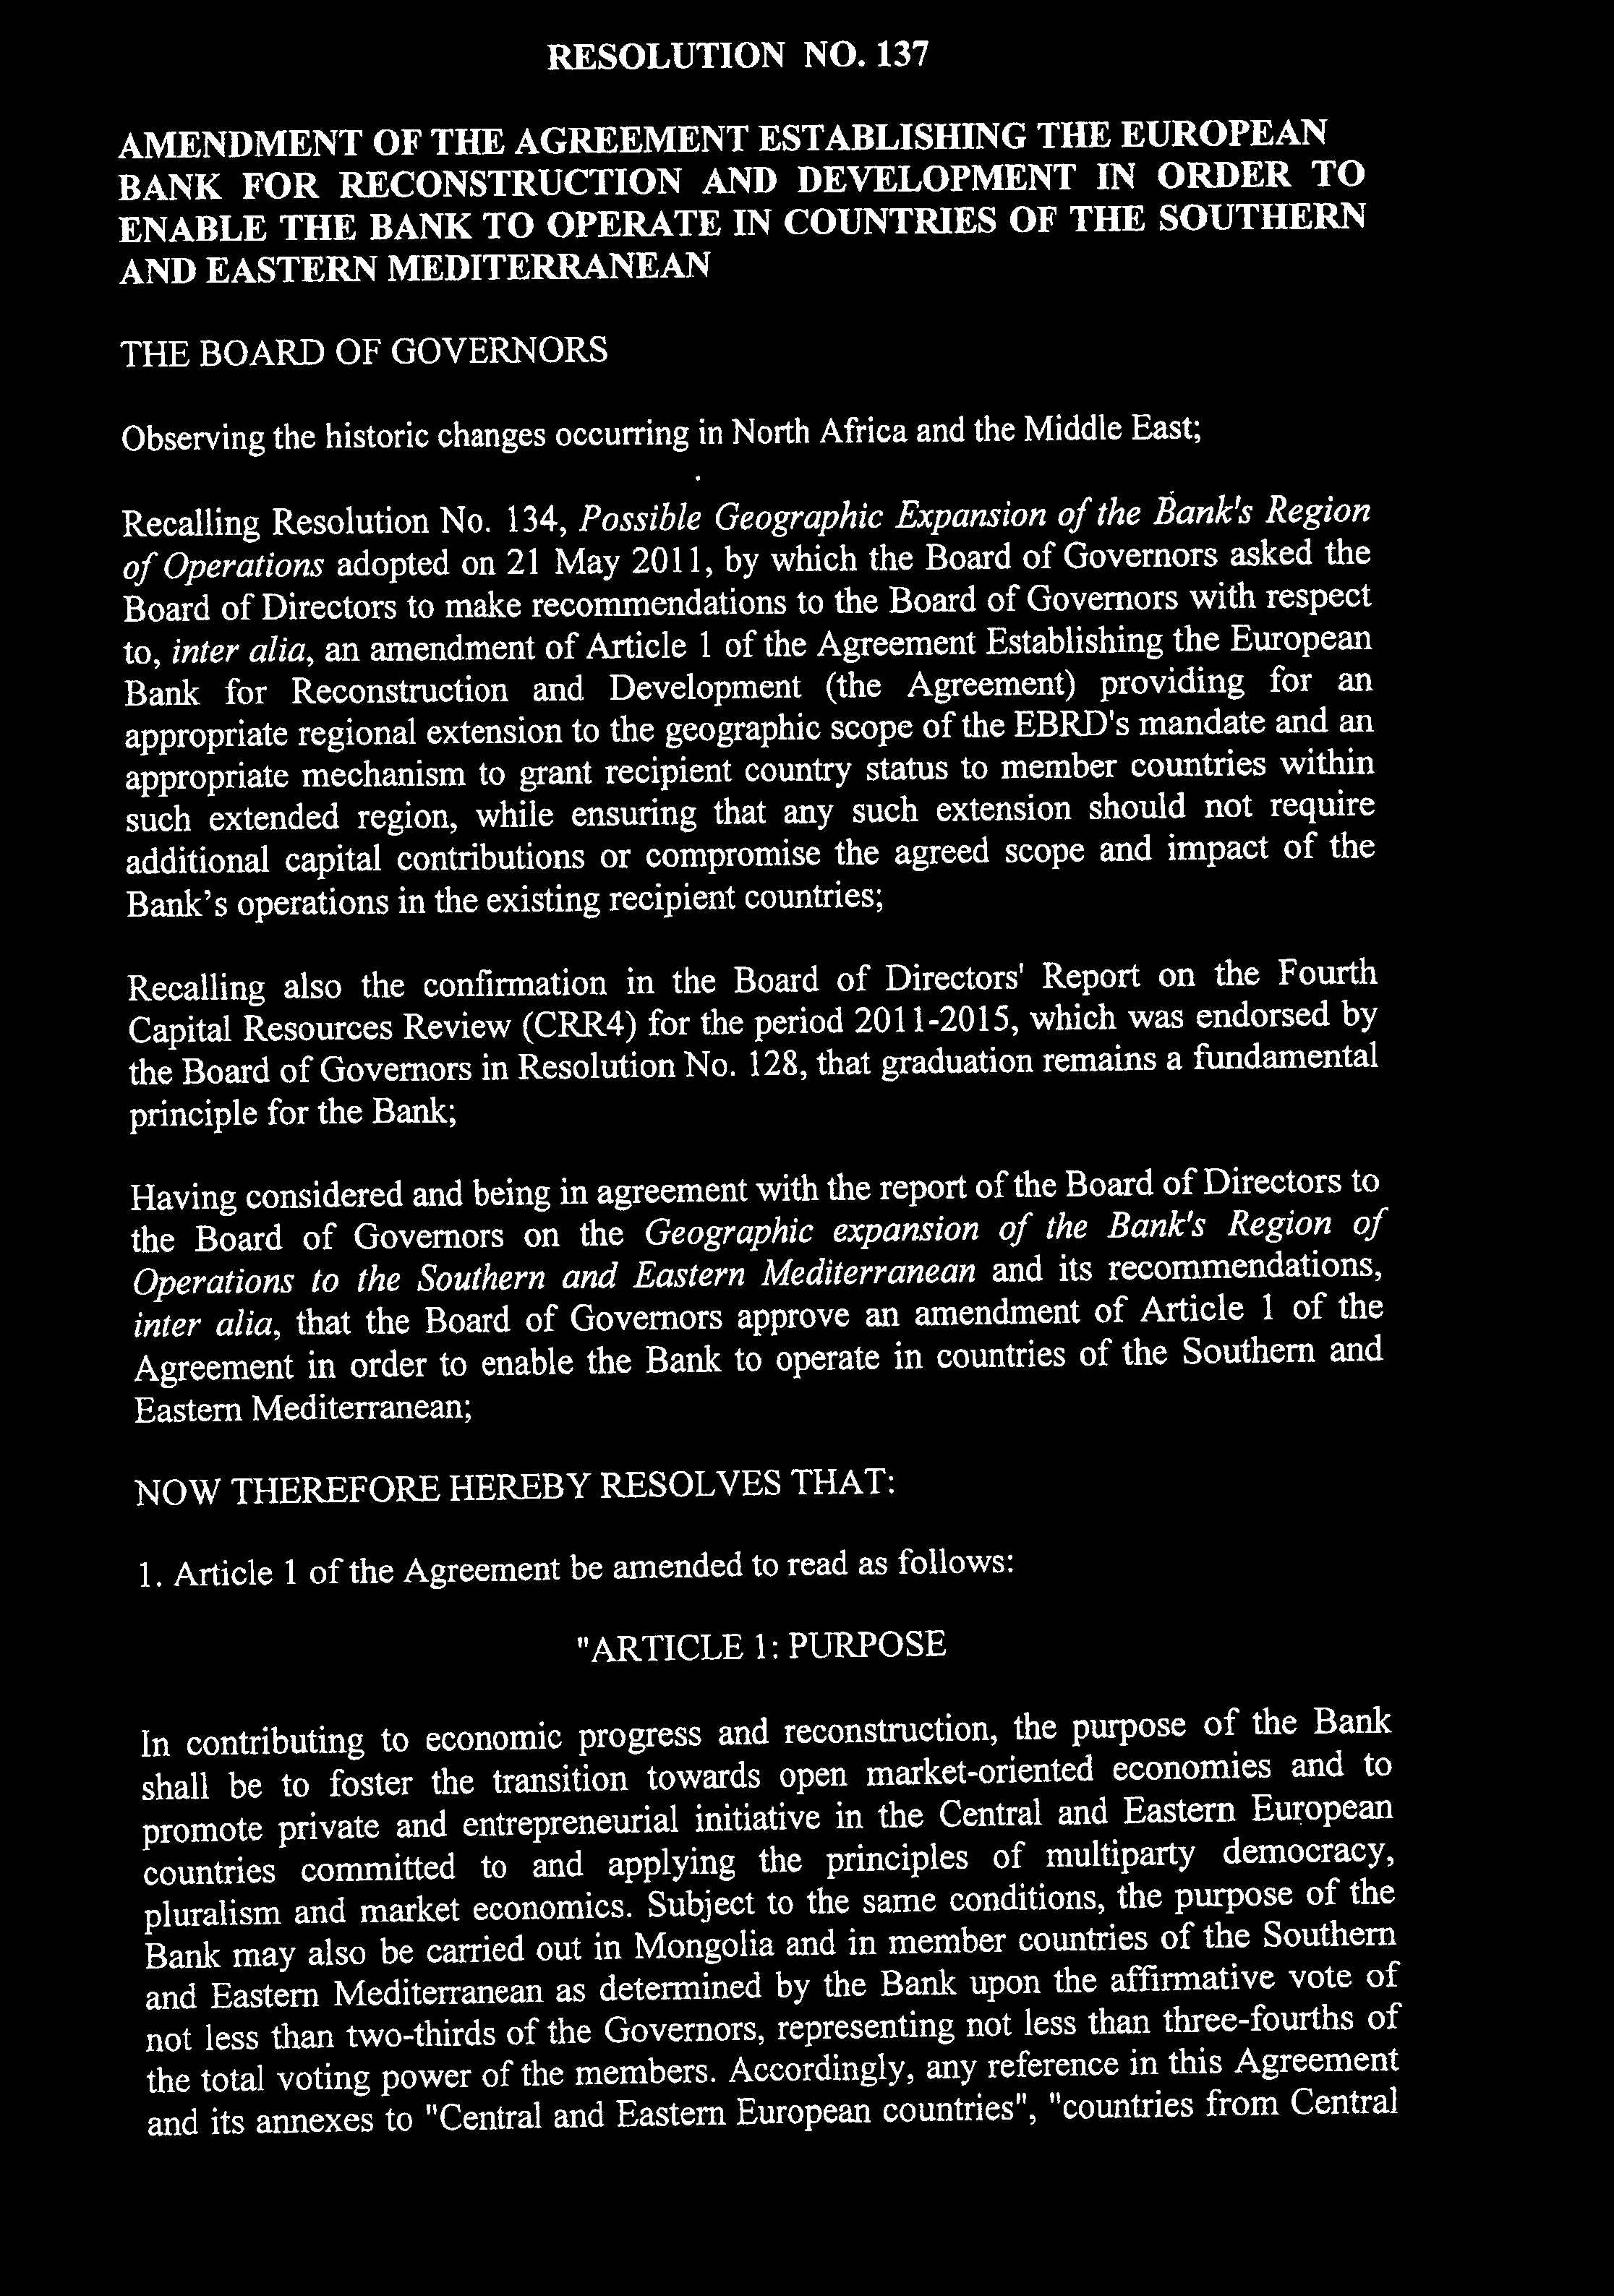 RESOLUTION NO. 137
AMENDMENT OF THE AGREEMENT ESTABLISHING THE EUROPEAN
BANK FOR RECONSTRUCTION AND DEVELOPMENT IN ORDER TO
ENABLE THE BANK TO OPERATE IN COUNTRIES OF THE SOUTHERN
AND EASTERN MEDITERRANEAN
THE BOARD OF GOVERNORS
Observing the historic changes occurring in North Africa and the Middle East;
Recalling Resolution No. 134, Possible Geographic Expansion of the Bank's Region
of Operations adopted on 21 May 2011, by which the Board of Governors asked the
Board of Directors to make recommendations to the Board of Governors with respect
to, inter alia, an amendment of Article 1 of the Agreement Establishing the European
Bank for Reconstruction and Development (the Agreement) providing for an
appropriate regional extension to the geographic scope of the EBRD's mandate and an
appropriate mechanism to grant recipient country status to member countries within
such extended region, while ensuring that any such extension should not require
additional capital contributions or compromise the agreed scope and impact of the
Bank's operations in the existing recipient countries;
Recalling also the confirmation in the Board of Directors' Report on the Fourth
Capital Resources Review (CRR4) for the period 2011-2015, which was endorsed by
the Board of Governors in Resolution No. 128, that graduation remains a fundamental
principle for the Bank;
Having considered and being in agreement with the report of the Board of Directors to
the Board of Governors on the Geographic expansion of the Bank's Region of
Operations to the Southern and Eastern Mediterranean and its recommendations,
inter alia, that the Board of Governors approve an amendment of Article 1 of the
Agreement in order to enable the Bank to operate in countries of the Southern and
Eastern Mediterranean;
NOW THEREFORE HEREBY RESOLVES THAT:
1. Article 1 of the Agreement be amended to read as follows:
"ARTICLE 1: PURPOSE
In contributing to economic progress and reconstruction, the purpose of the Bank
shall be to foster the transition towards open market-oriented economies and to
promote private and entrepreneurial initiative in the Central and Eastern European
countries committed to and applying the principles of multiparty democracy,
pluralism and market economics. Subject to the same conditions, the purpose of the
Bank may also be carried out in Mongolia and in member countries of the Southern
and Eastern Mediterranean as determined by the Bank upon the affirmative vote of
not less than two-thirds of the Governors, representing not less than three-fourths of
the total voting power of the members. Accordingly, any reference in this Agreement
and its annexes to "Central and Eastern European countries", "countries from Central